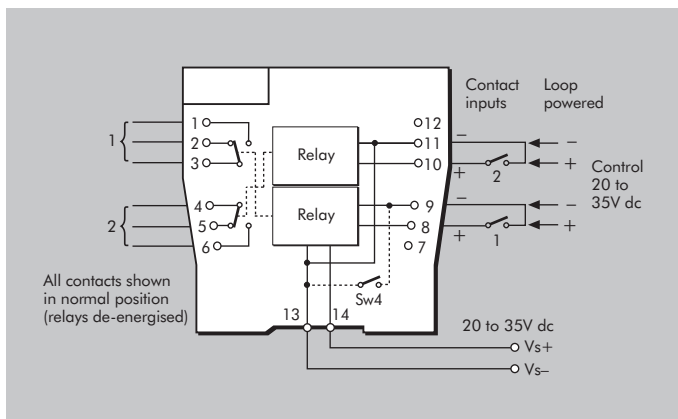 Contact
inputs
Loop
powered
1
2
3
1
Relay
12
11
10
−
+
2
−
+
Control
20 to
35V dc
4
5
6
2
Relay
9
8
7
−
+
1
−
+
All contacts shown
in normal position
(relays de-energised)
Sw4
13
14
20 to 35V dc
Vs+
Vs–